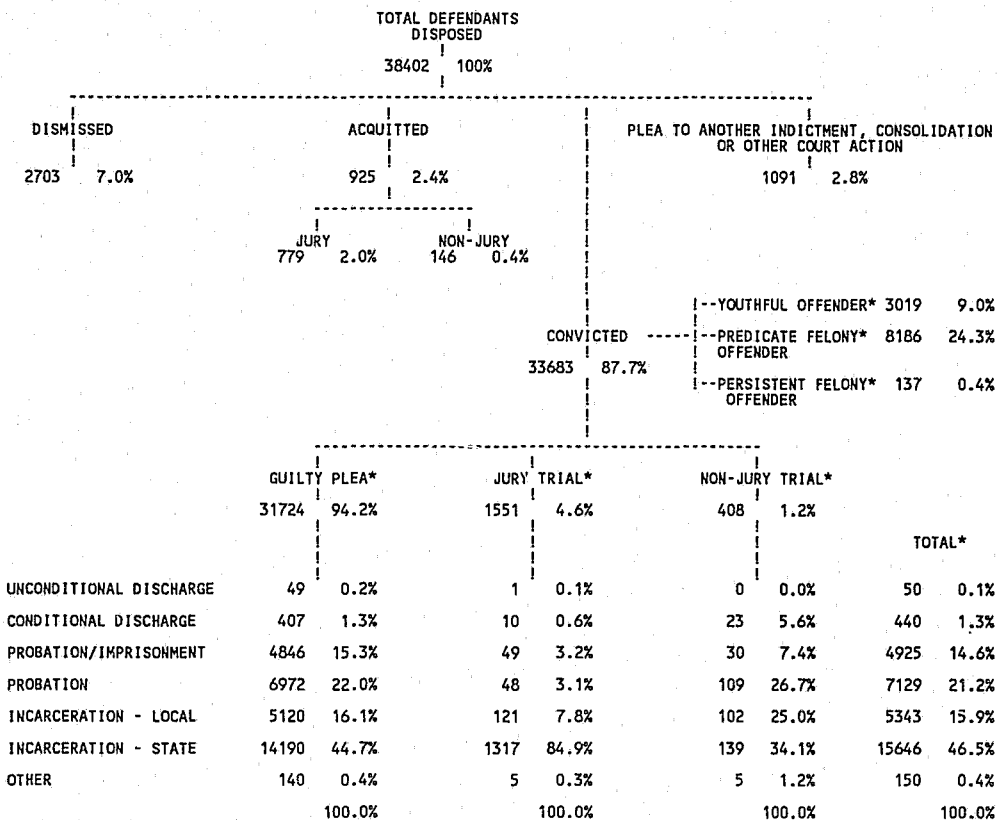 TOTAL DEFENDANTS
DISPOSED
38402 100%
DISMISSED
2703 7.0%
ACQUITTED
925 2.4%
PLEA TO ANOTHER INDICTMENT, CONSOLIDATION
OR OTHER COURT ACTION
1091 2.8%
JURY
779 2.0%
NON-JURY
146 0.4%
CONVICTED
33683 87.7%
--YOUTHFUL OFFENDER* 3019 9.0%
--PREDICATE FELONY* 8186 24.3%
OFFENDER
--PERSISTENT FELONY* 137 0.4%
OFFENDER
GUILTY PLEA* JURY TRIAL* NON-JURY TRIAL*
31724 94.2% 1551 4.6% 408 1.2%
TOTAL*
UNCONDITIONAL DISCHARGE 49 0.2% 1 0.1% 0 0.0% 50 0.1%
CONDITIONAL DISCHARGE 407 1.3% 10 0.6% 23 5.6% 440 1.3%
PROBATION/IMPRISONMENT 4846 15.3% 49 3.2% 30 7.4% 4925 14.6%
PROBATION 6972 22.0% 48 3.1% 109 26.7% 7129 21.2%
INCARCERATION - LOCAL 5120 16.1% 121 7.8% 102 25.0% 5343 15.9%
INCARCERATION - STATE 14190 44.7% 1317 84.9% 139 34.1% 15646 46.5%
OTHER 140 0.4% 5 0.3% 5 1.2% 150 0.4%
100.0% 100.0% 100.0% 100.0%